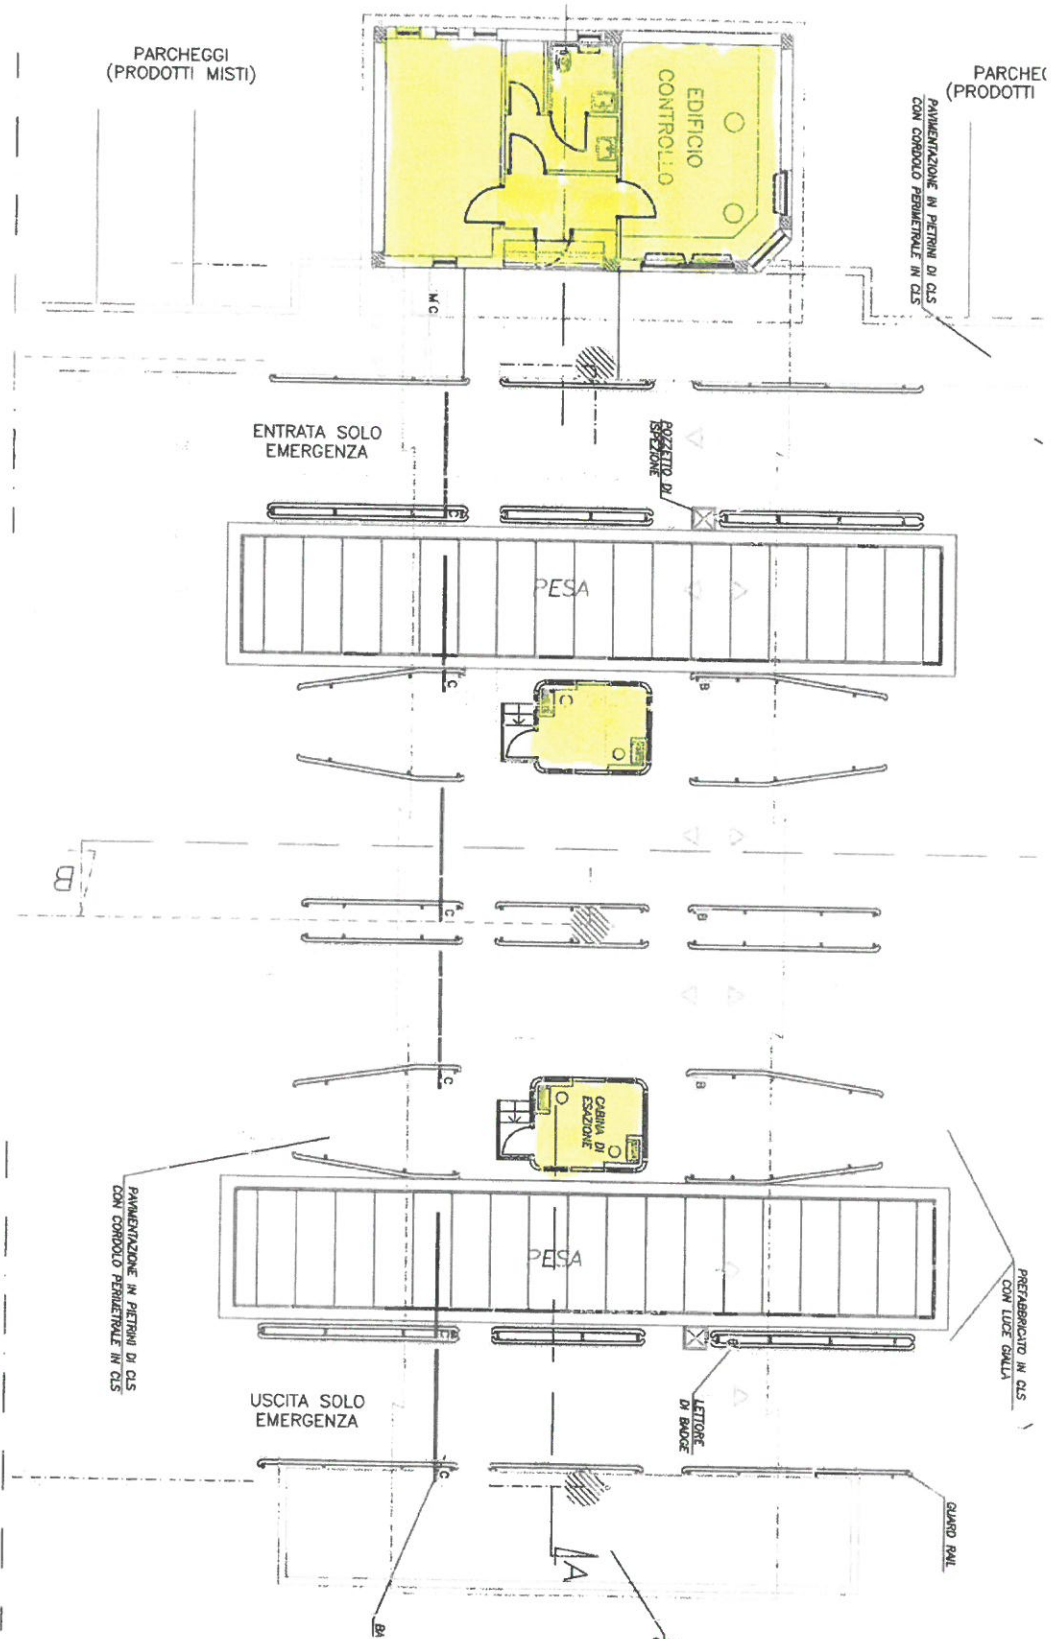 PARCHEGGI
(PRODOTTI MISTI)
EDIFICIO
CONTROLLO
PARCHEG
(PRODOTTI
PAVIMENTAZIONE IN PIETRINI DI CLS
CON CORDOLO PERIMETRALE IN CLS
M
C
ENTRATA SOLO
EMERGENZA
POZZETTO DI
ISPEZIONE
C
PESA
C
B
C
B
C
B
C
B
CABINA DI
ESAZIONE
PAVIMENTAZIONE IN PIETRINI DI CLS
CON CORDOLO PERIMETRALE IN CLS
PESA
PREFABBRICATO IN CLS
CON LUCE GIALLA
C
USCITA SOLO
EMERGENZA
LETTORE
DI BADGE
C
GUARD RAIL
A
BA